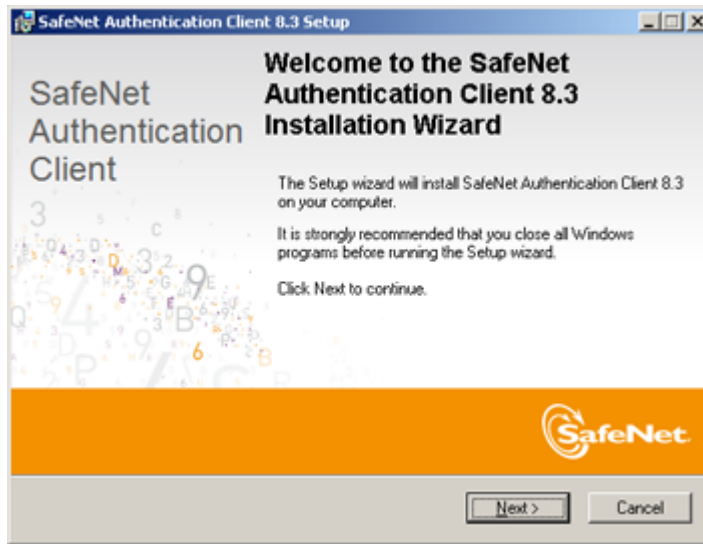 SafeNet Authentication Client 8.3 Setup
SafeNet
Authentication
Client
Welcome to the SafeNet
Authentication Client 8.3
Installation Wizard
The Setup wizard will install SafeNet Authentication Client 8.3
on your computer.
It is strongly recommended that you close all Windows
programs before running the Setup wizard.
Click Next to continue.
SafeNet.
Next >
Cancel